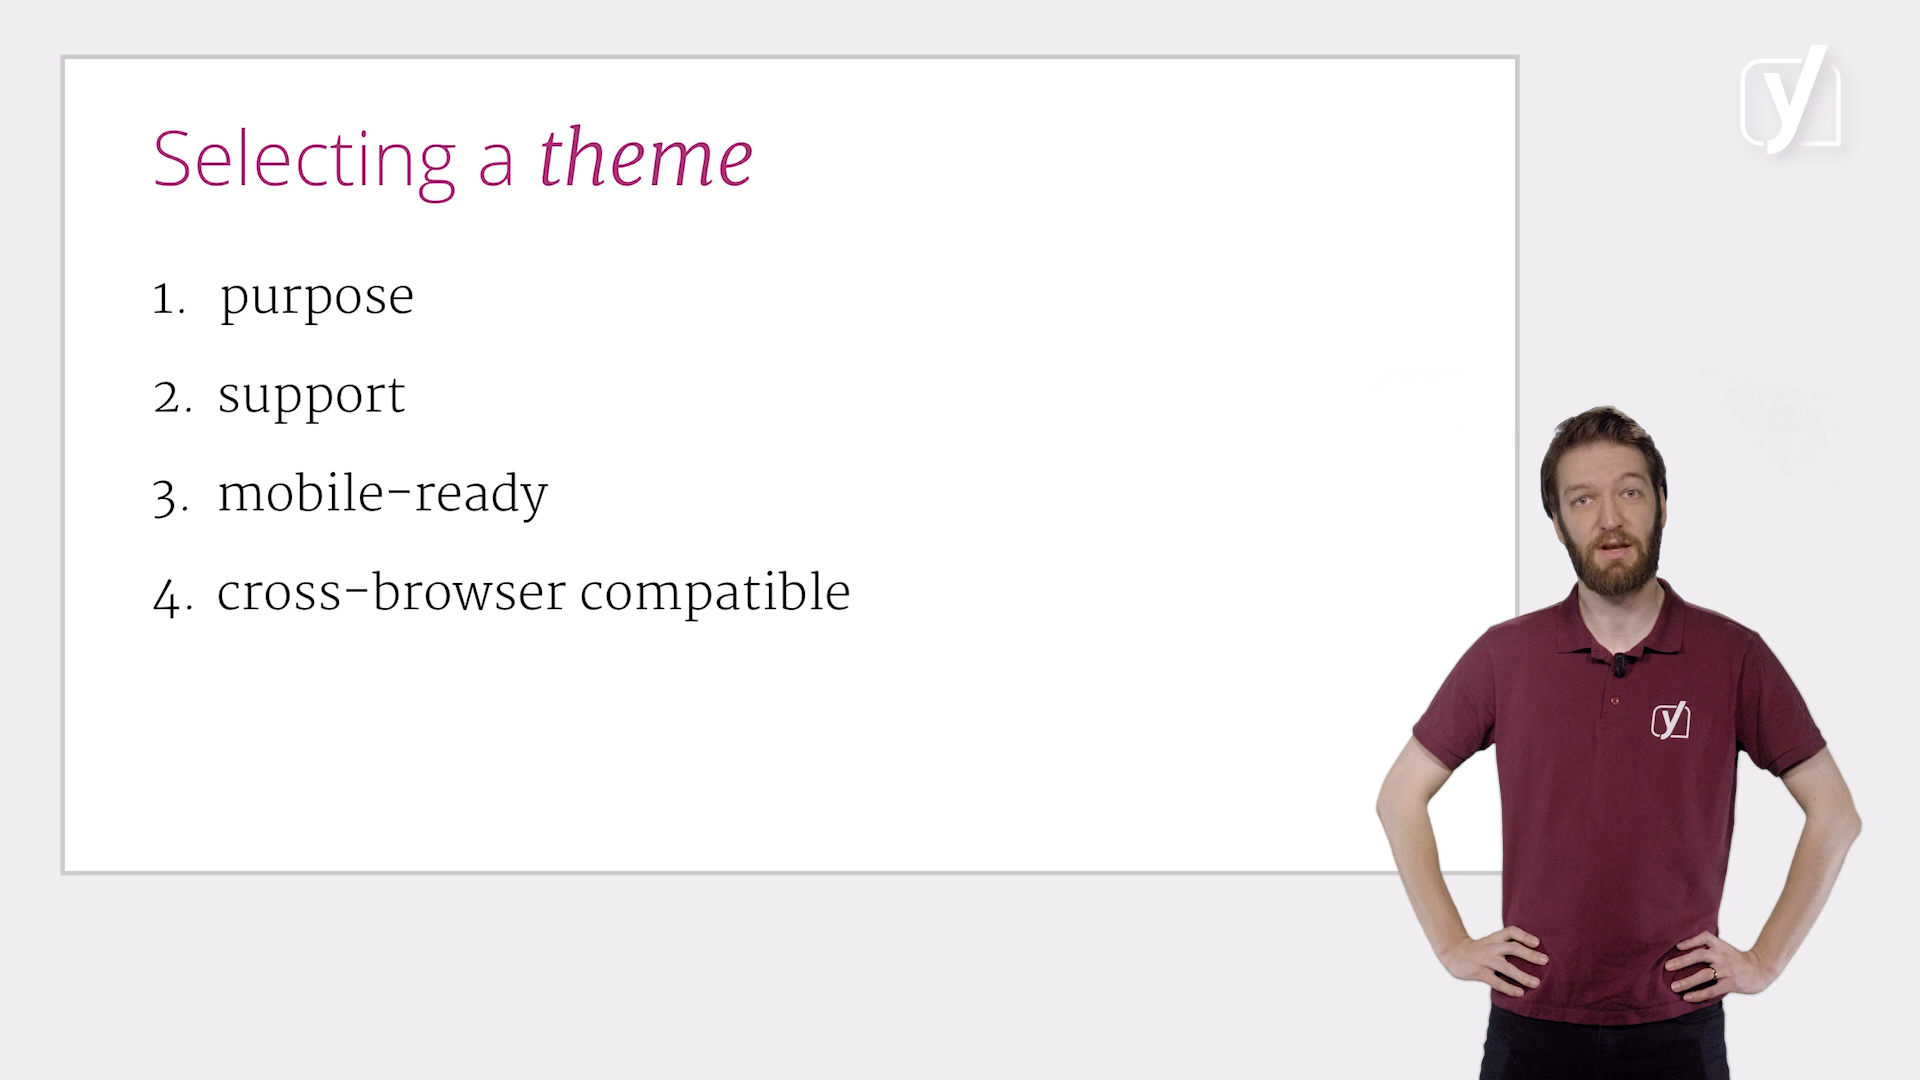 Selecting a theme
1. purpose
2. support
3. mobile-ready
4. cross-browser compatible
y
y